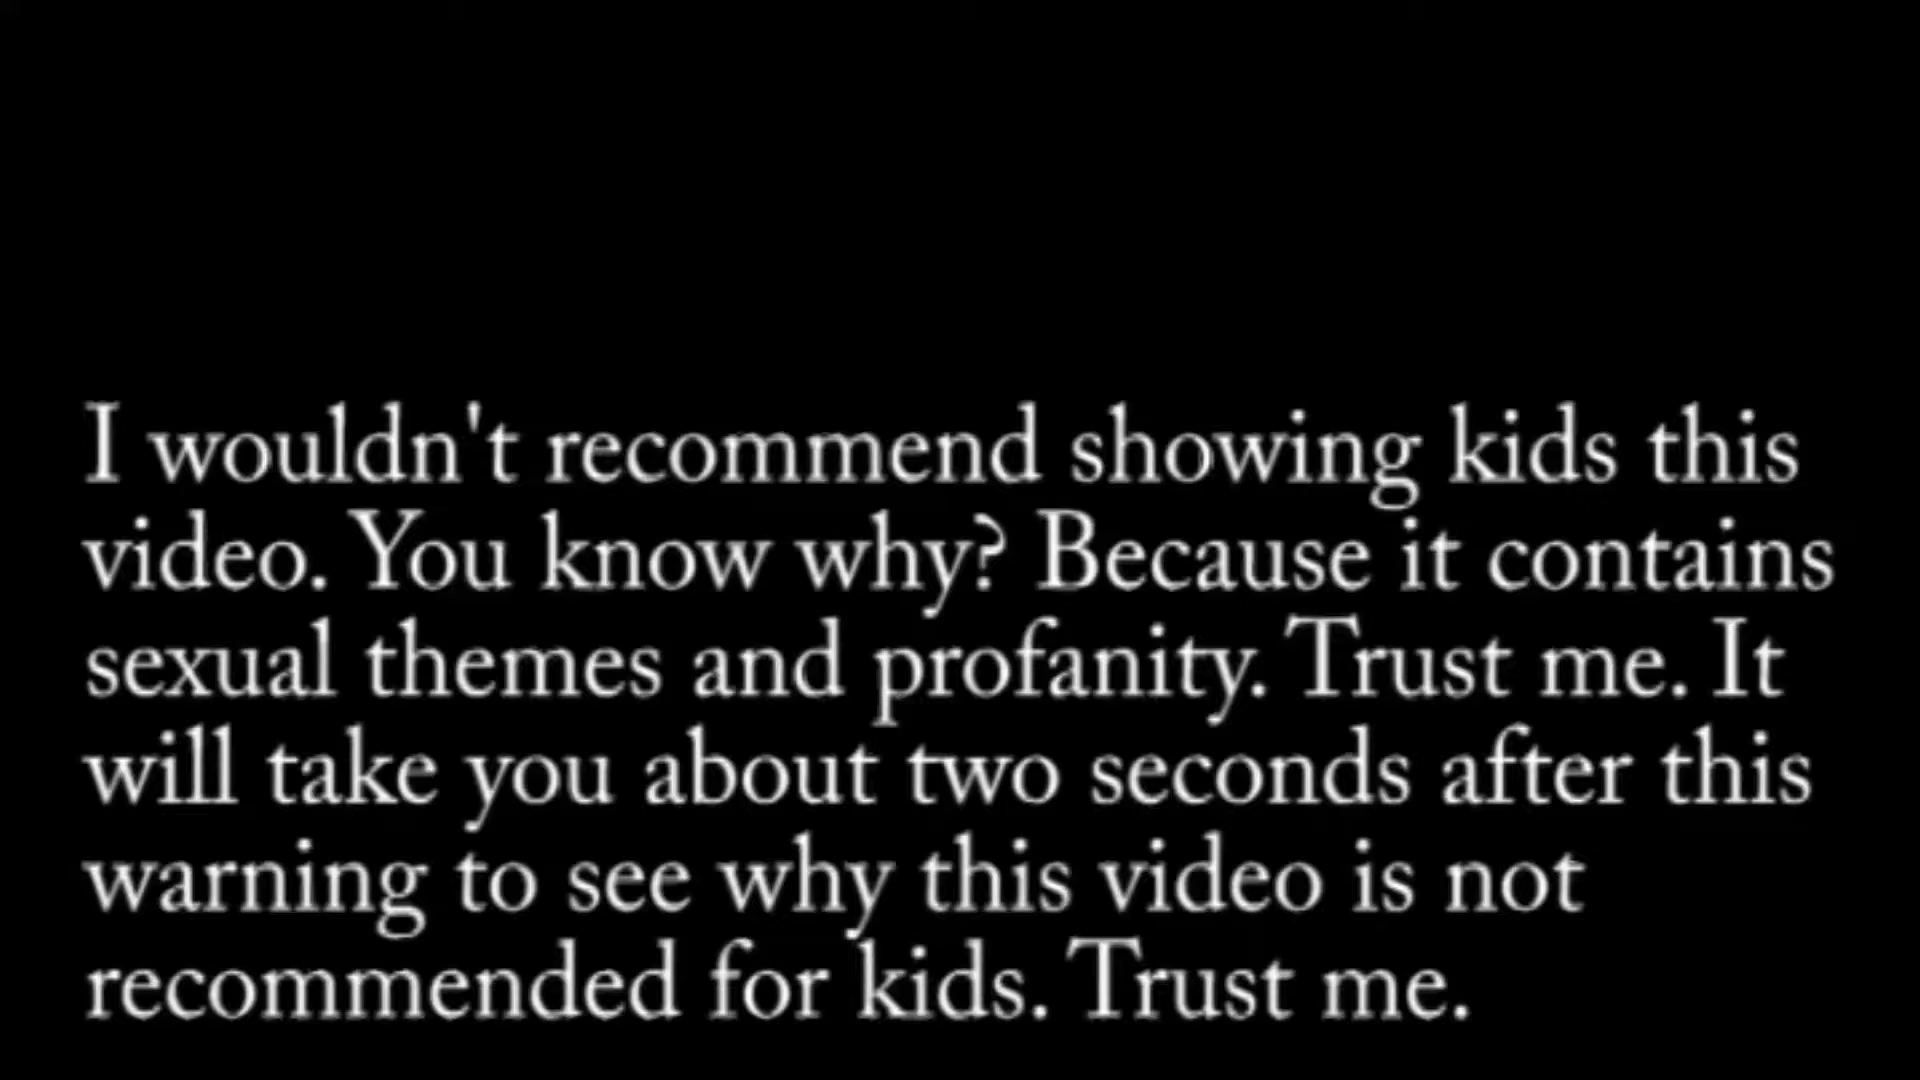 I wouldn't recommend showing kids this
video. You know why? Because it contains
sexual themes and profanity. Trust me. It
will take you about two seconds after this
warning to see why this video is not
recommended for kids. Trust me.